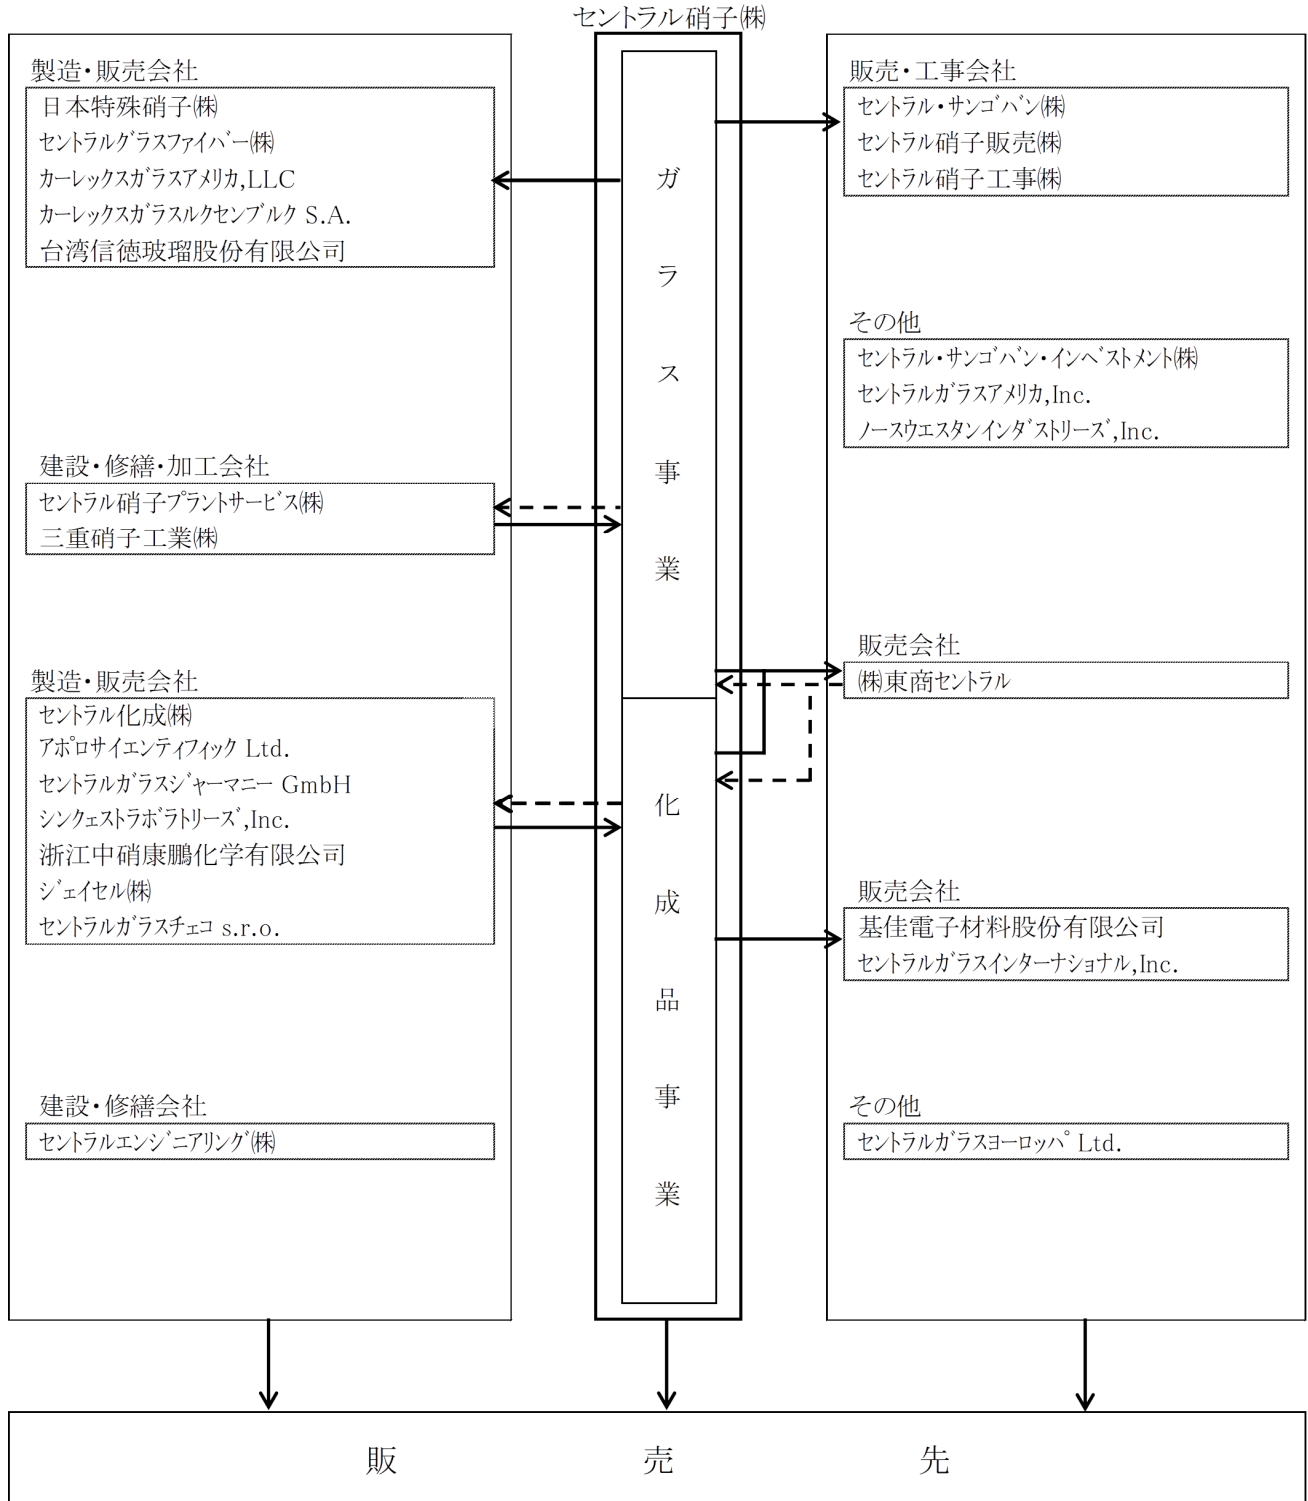 セントラル硝子㈱
製造・販売会社
日本特殊硝子㈱
ｾﾝﾄﾗﾙｸﾞﾗｽﾌｧｲﾊﾞｰ㈱
ｶｰﾚｯｸｽｶﾞﾗｽｱﾒﾘｶ,LLC
ｶｰﾚｯｸｽｶﾞﾗｽﾙｸｾﾝﾌﾞﾙｸ S.A.
台湾信徳玻瑠股份有限公司
建設・修繕・加工会社
ｾﾝﾄﾗﾙ硝子ﾌﾟﾗﾝﾄｻｰﾋﾞｽ㈱
三重硝子工業㈱
製造・販売会社
ｾﾝﾄﾗﾙ化成㈱
ｱﾎﾟﾛｻｲｴﾝﾃｨﾌｨｯｸ Ltd.
ｾﾝﾄﾗﾙｶﾞﾗｽｼﾞｬｰﾏﾆｰ GmbH
ｼﾝｸｪｽﾄﾗﾎﾞﾗﾄﾘｰｽﾞ,Inc.
浙江中硝康鵬化学有限公司
ｼﾞｪｲｾﾙ㈱
ｾﾝﾄﾗﾙｶﾞﾗｽﾁｪｺ s.r.o.
建設・修繕会社
ｾﾝﾄﾗﾙｴﾝｼﾞﾆｱﾘﾝｸﾞ㈱
ガラス事業
化成品事業
販売・工事会社
ｾﾝﾄﾗﾙ・ｻﾝｺﾞﾊﾞﾝ㈱
ｾﾝﾄﾗﾙ硝子販売㈱
ｾﾝﾄﾗﾙ硝子工事㈱
その他
ｾﾝﾄﾗﾙ・ｻﾝｺﾞﾊﾞﾝ・ｲﾝﾍﾞｽﾄﾒﾝﾄ㈱
ｾﾝﾄﾗﾙｶﾞﾗｽｱﾒﾘｶ,Inc.
ﾉｰｽｳｴｽﾀﾝｲﾝﾀﾞｽﾄﾘｰｽﾞ,Inc.
販売会社
㈱東商ｾﾝﾄﾗﾙ
販売会社
基佳電子材料股份有限公司
ｾﾝﾄﾗﾙｶﾞﾗｽｲﾝﾀｰﾅｼｮﾅﾙ,Inc.
その他
ｾﾝﾄﾗﾙｶﾞﾗｽﾖｰﾛｯﾊﾟ Ltd.
販売先